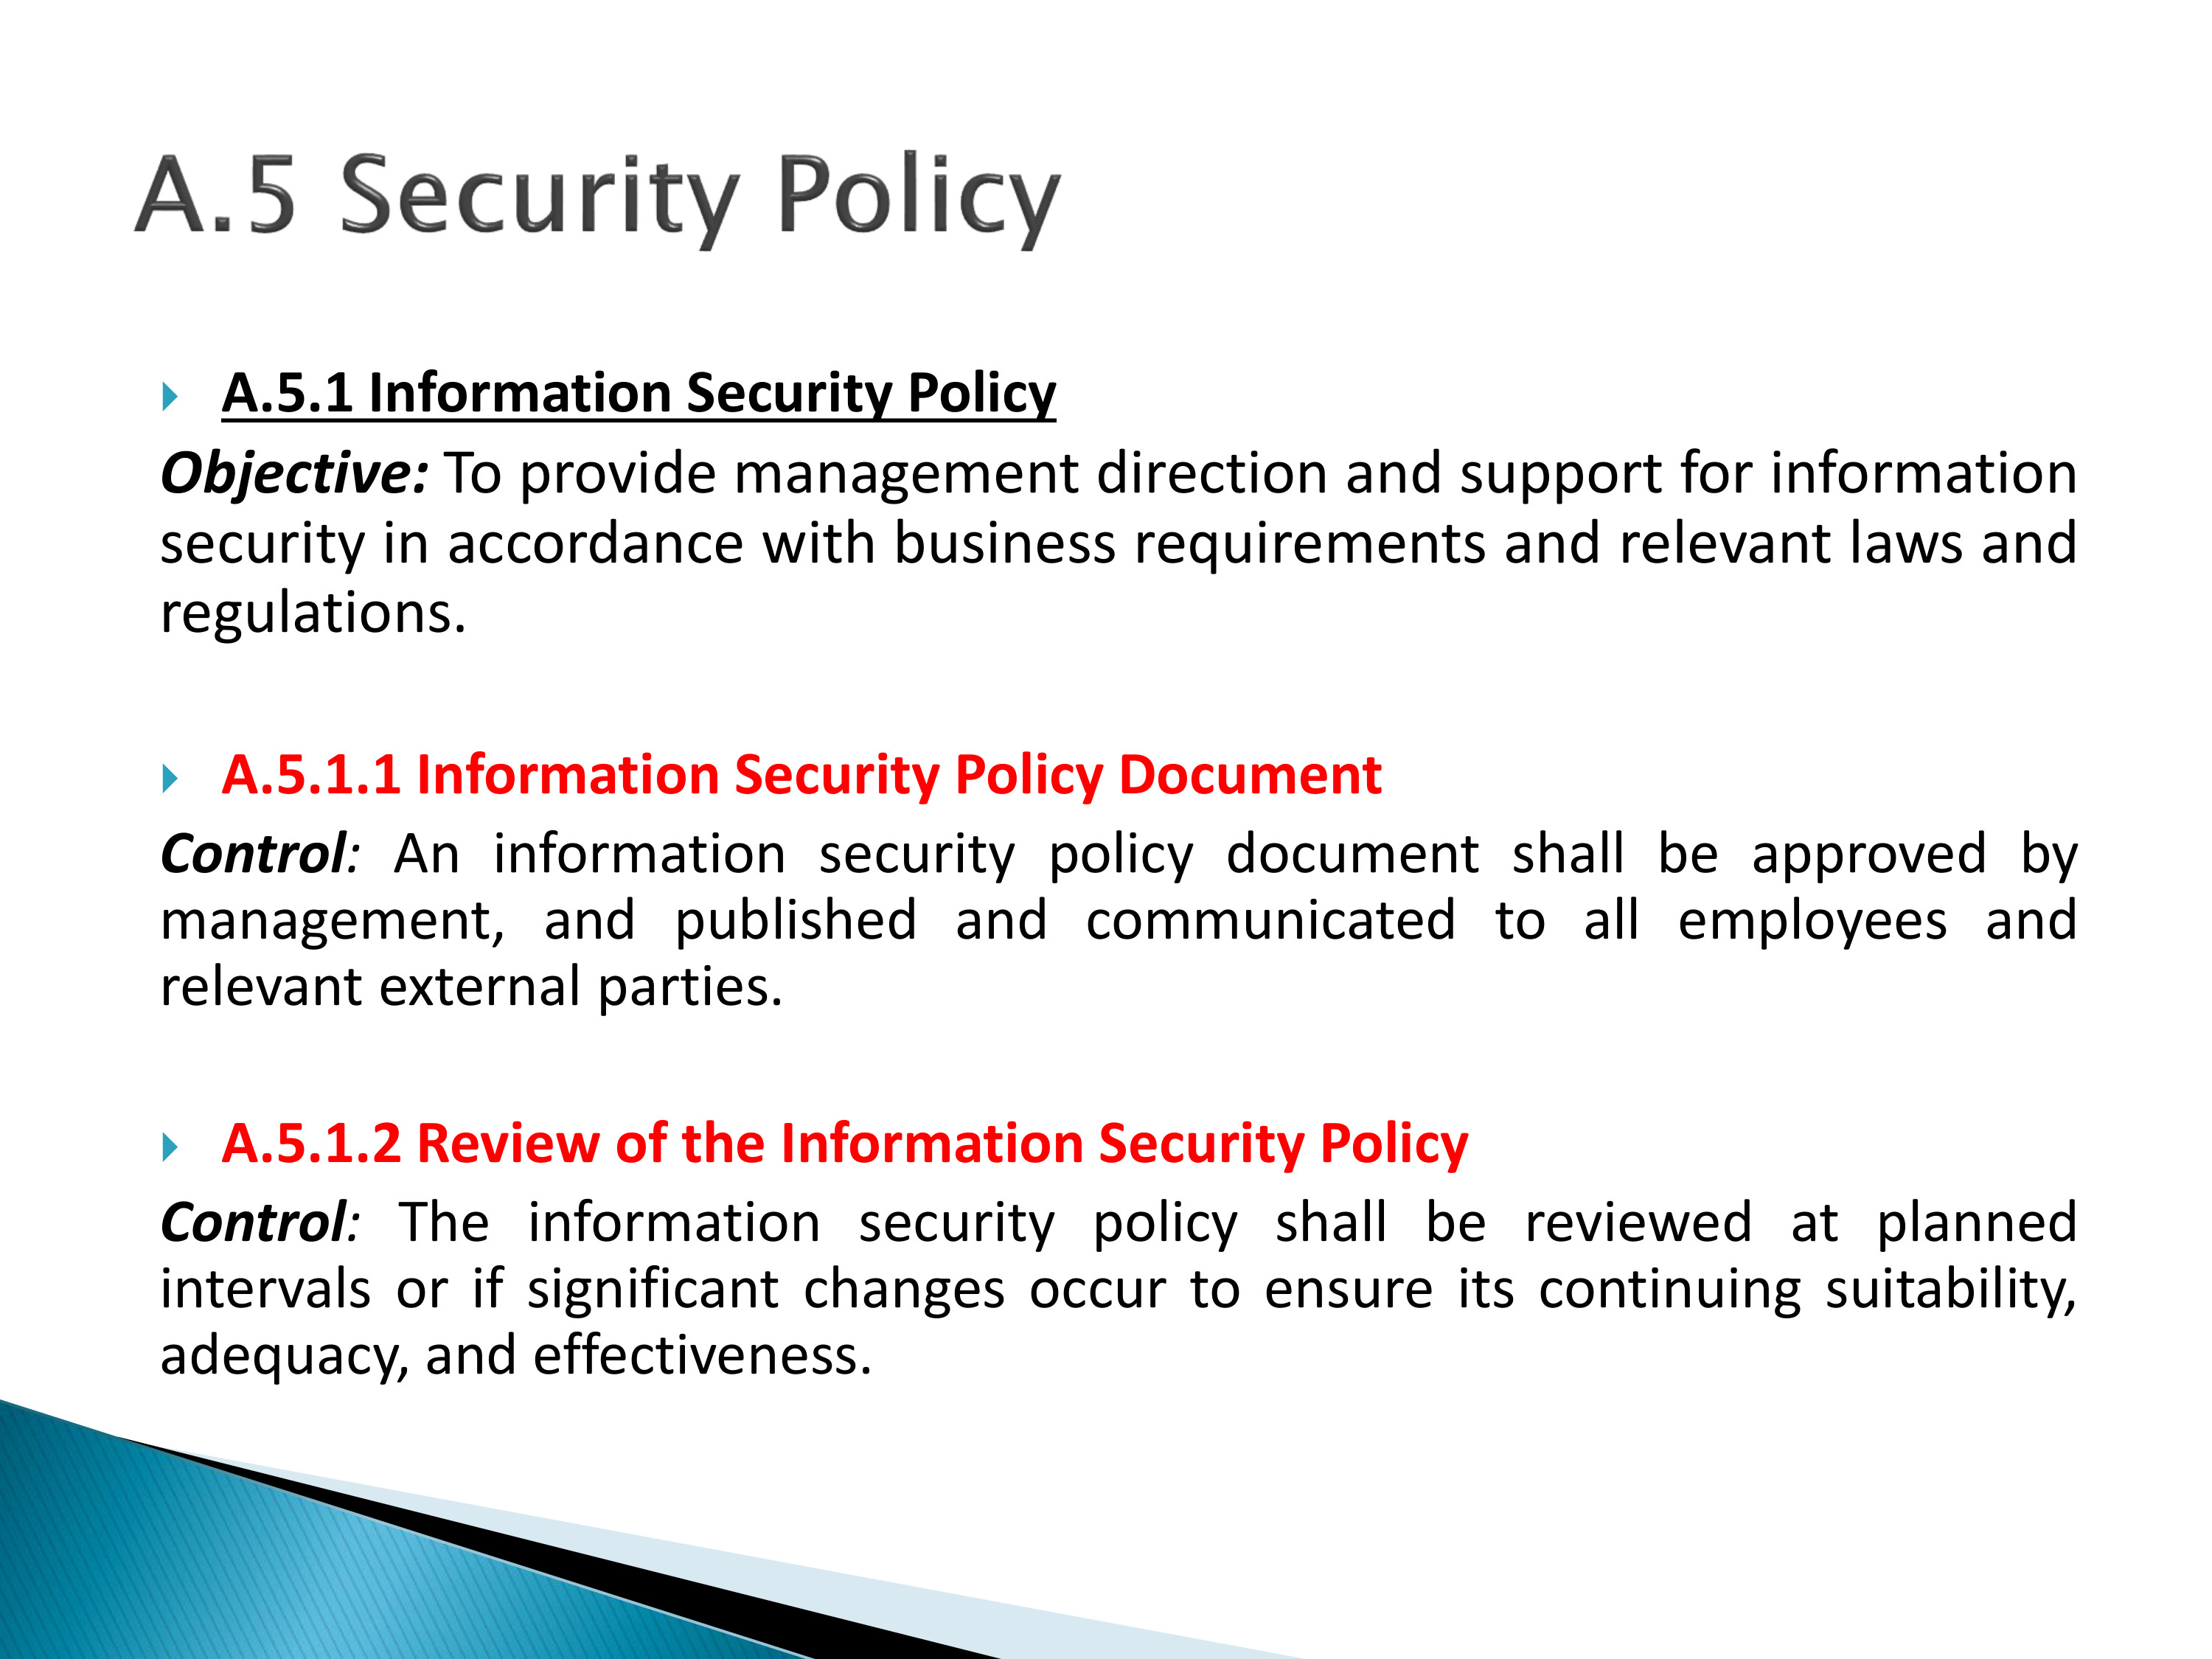 A.5 Security Policy
A.5.1 Information Security Policy
Objective: To provide management direction and support for information
security in accordance with business requirements and relevant laws and
regulations.
A.5.1.1 Information Security Policy Document
Control: An information security policy document shall be approved by
management, and published and communicated to all employees and
relevant external parties.
A.5.1.2 Review of the Information Security Policy
Control: The information security policy shall be reviewed at planned
intervals or if significant changes occur to ensure its continuing suitability,
adequacy, and effectiveness.